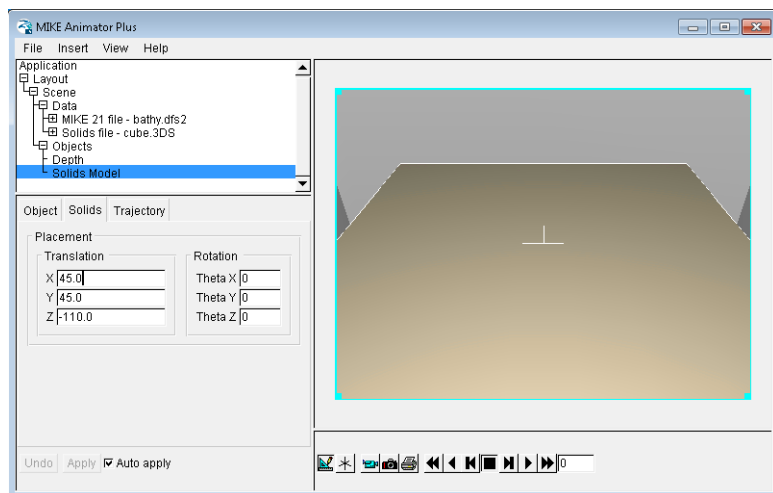 MIKE Animator Plus
File Insert View Help
Application
Layout
Scene
Data
MIKE 21 file - bathy.dfs2
Solids file - cube.3DS
Objects
Depth
Solids Model
Object Solids Trajectory
Placement
Translation Rotation
X 45.0 Theta X 0
Y 45.0 Theta Y 0
Z -110.0 Theta Z 0
Undo Apply Auto apply 0